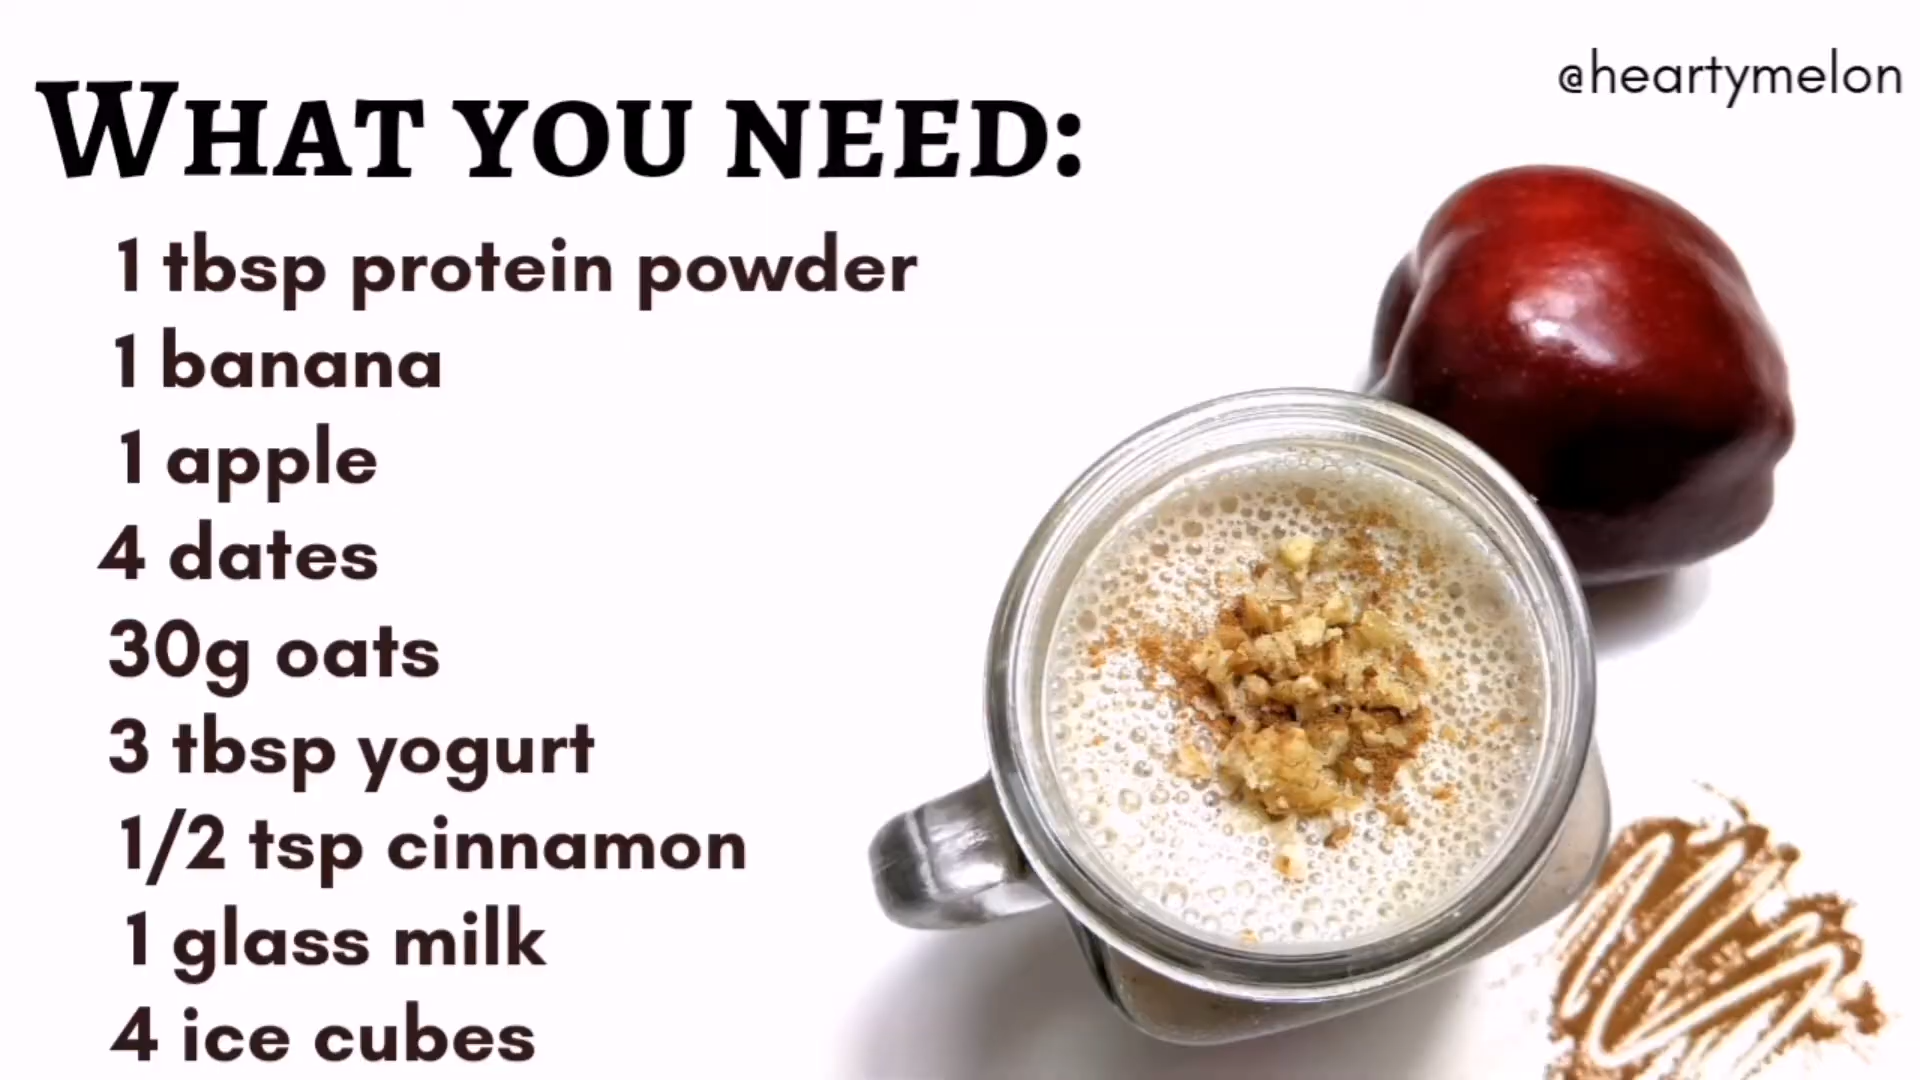 @heartymelon
What you need:
1 tbsp protein powder
1 banana
1 apple
4 dates
30g oats
3 tbsp yogurt
1/2 tsp cinnamon
1 glass milk
4 ice cubes